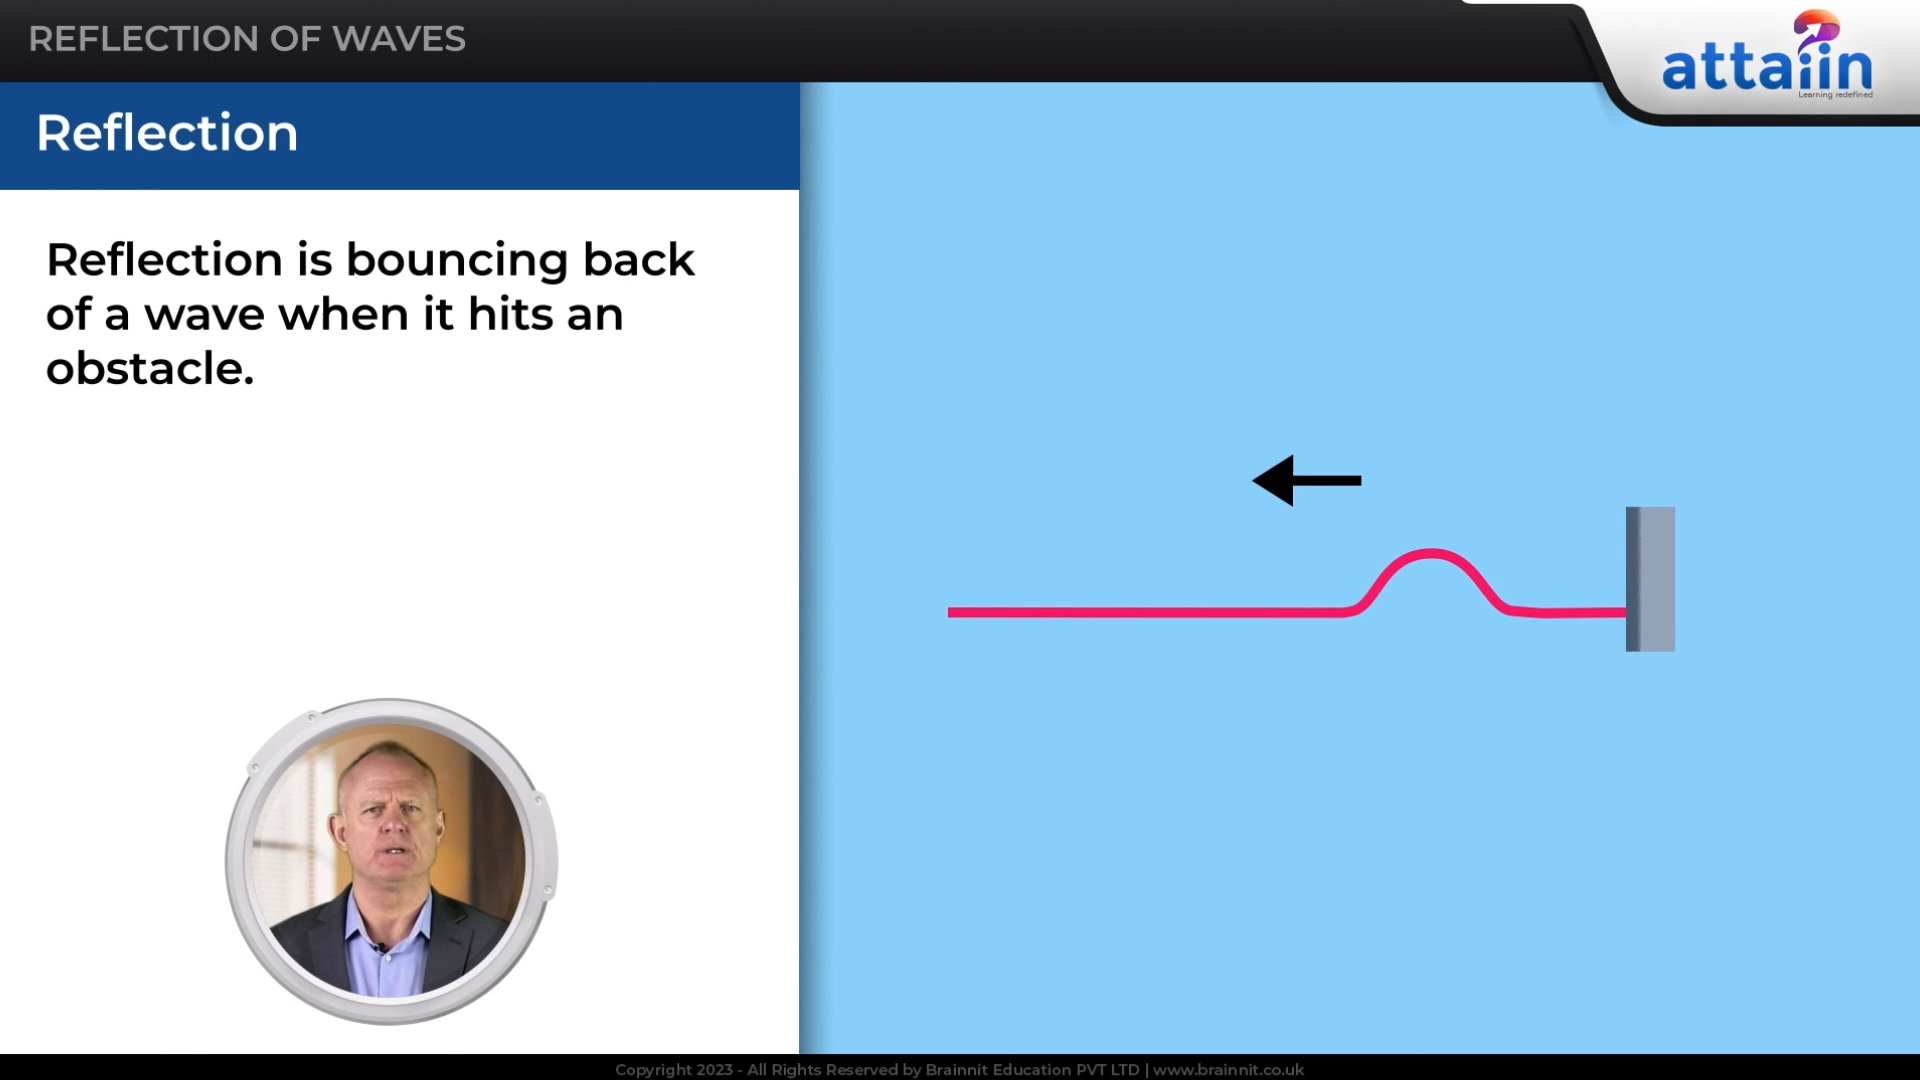 REFLECTION OF WAVES
attaiin
Learning redefined
Reflection
Reflection is bouncing back
of a wave when it hits an
obstacle.
Copyright 2023 - All Rights Reserved by Brainnit Education PVT LTD | www.brainnit.co.uk